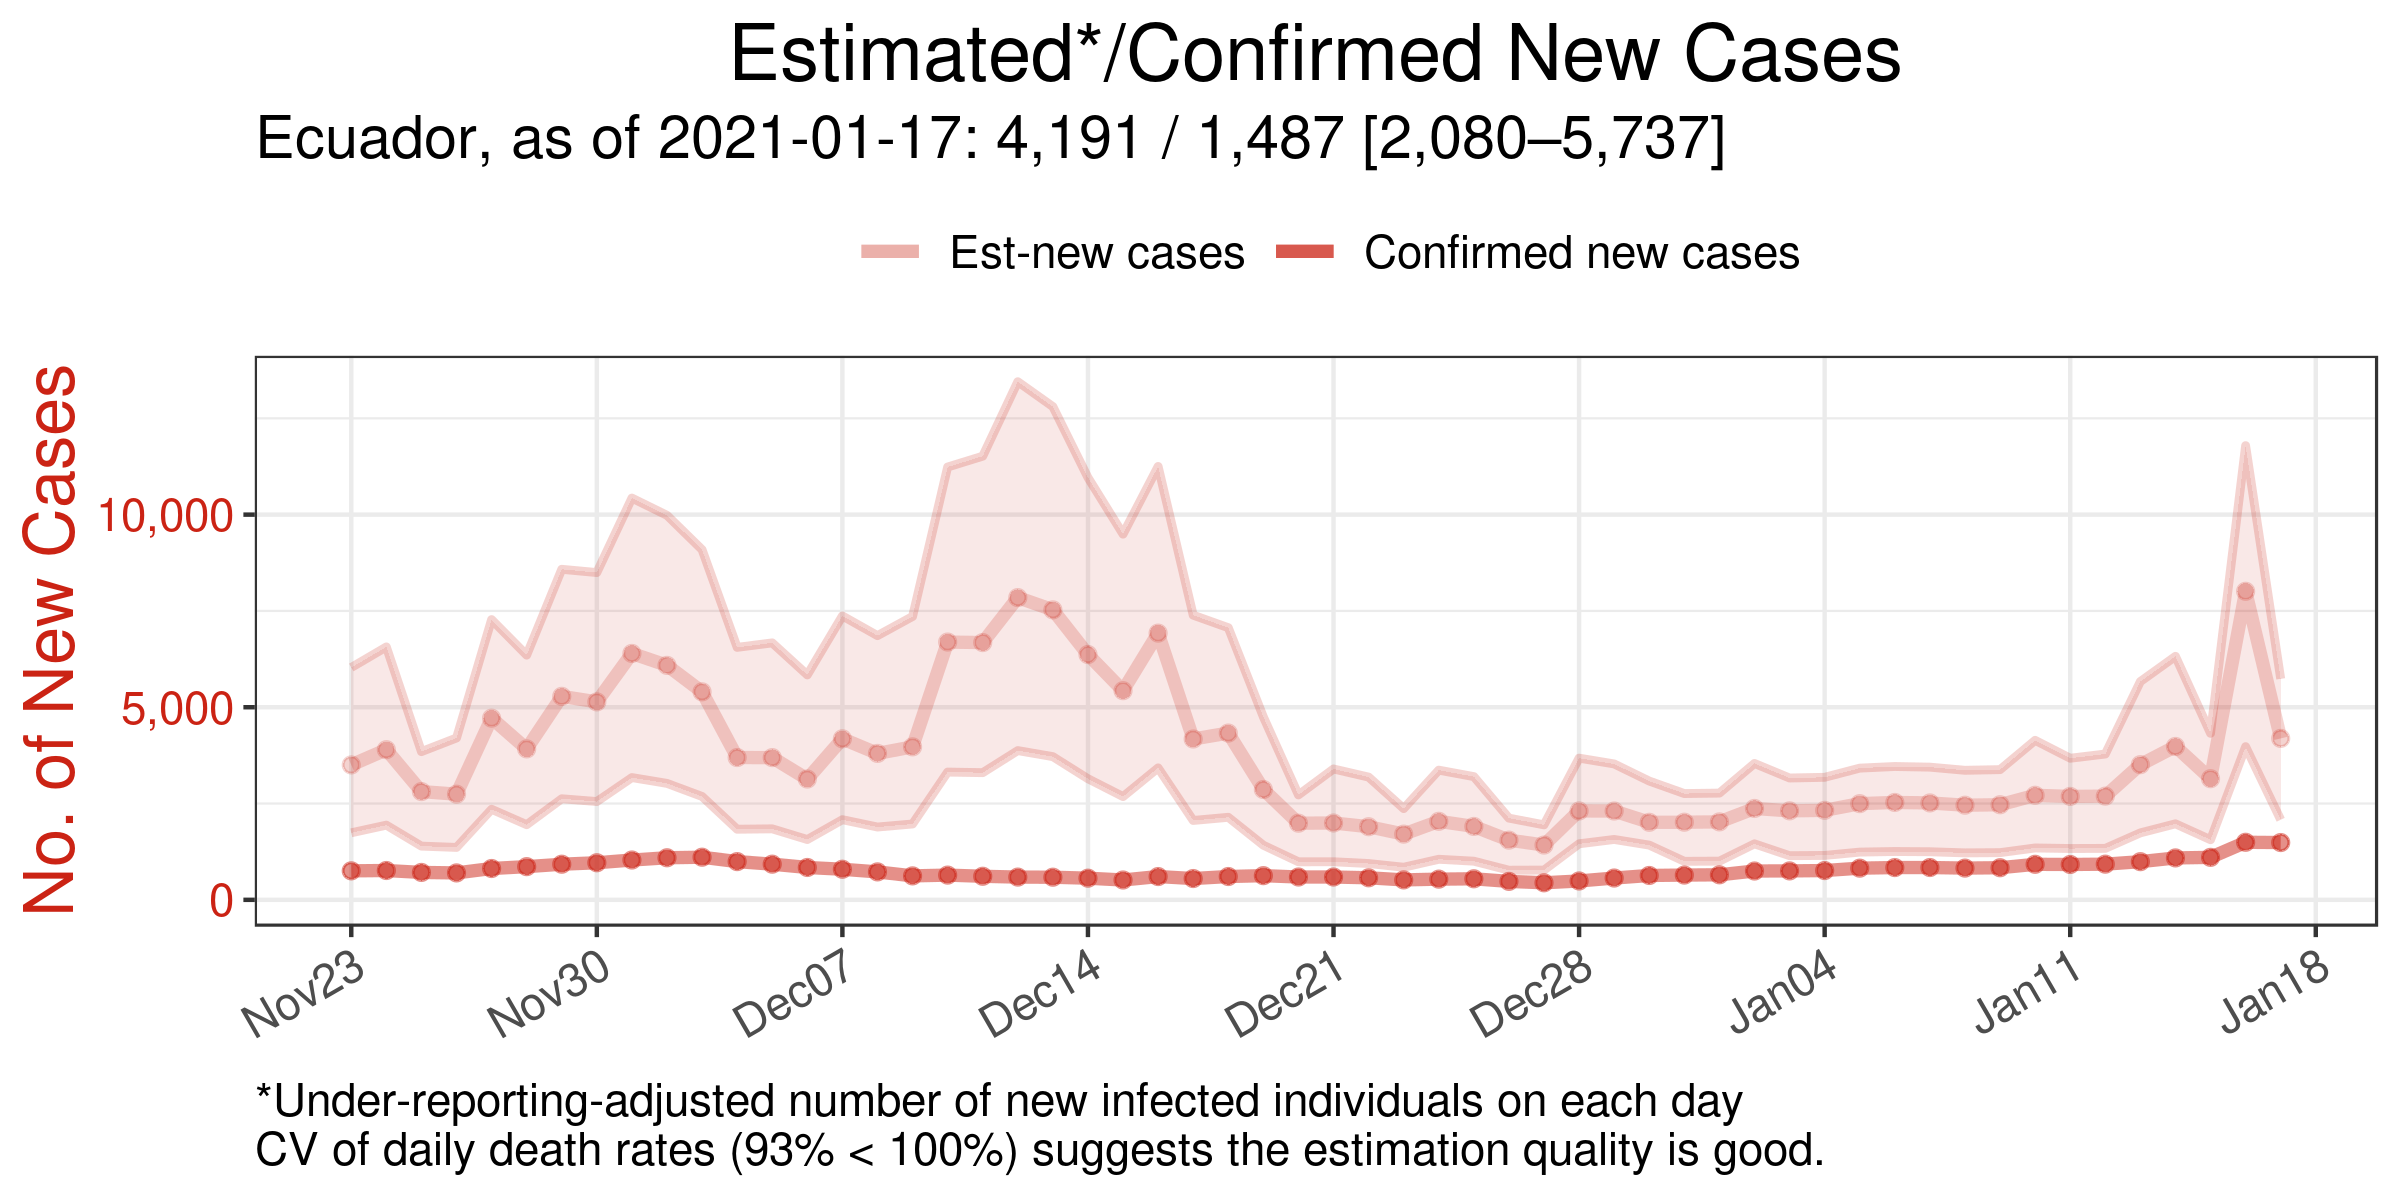 Estimated*/Confirmed New Cases
Ecuador, as of 2021-01-17: 4,191 / 1,487 [2,080–5,737]
Est-new cases
Confirmed new cases
No. of New Cases
10,000
5,000
0
Nov23
Nov30
Dec07
Dec14
Dec21
Dec28
Jan04
Jan11
Jan18
*Under-reporting-adjusted number of new infected individuals on each day
CV of daily death rates (93% < 100%) suggests the estimation quality is good.